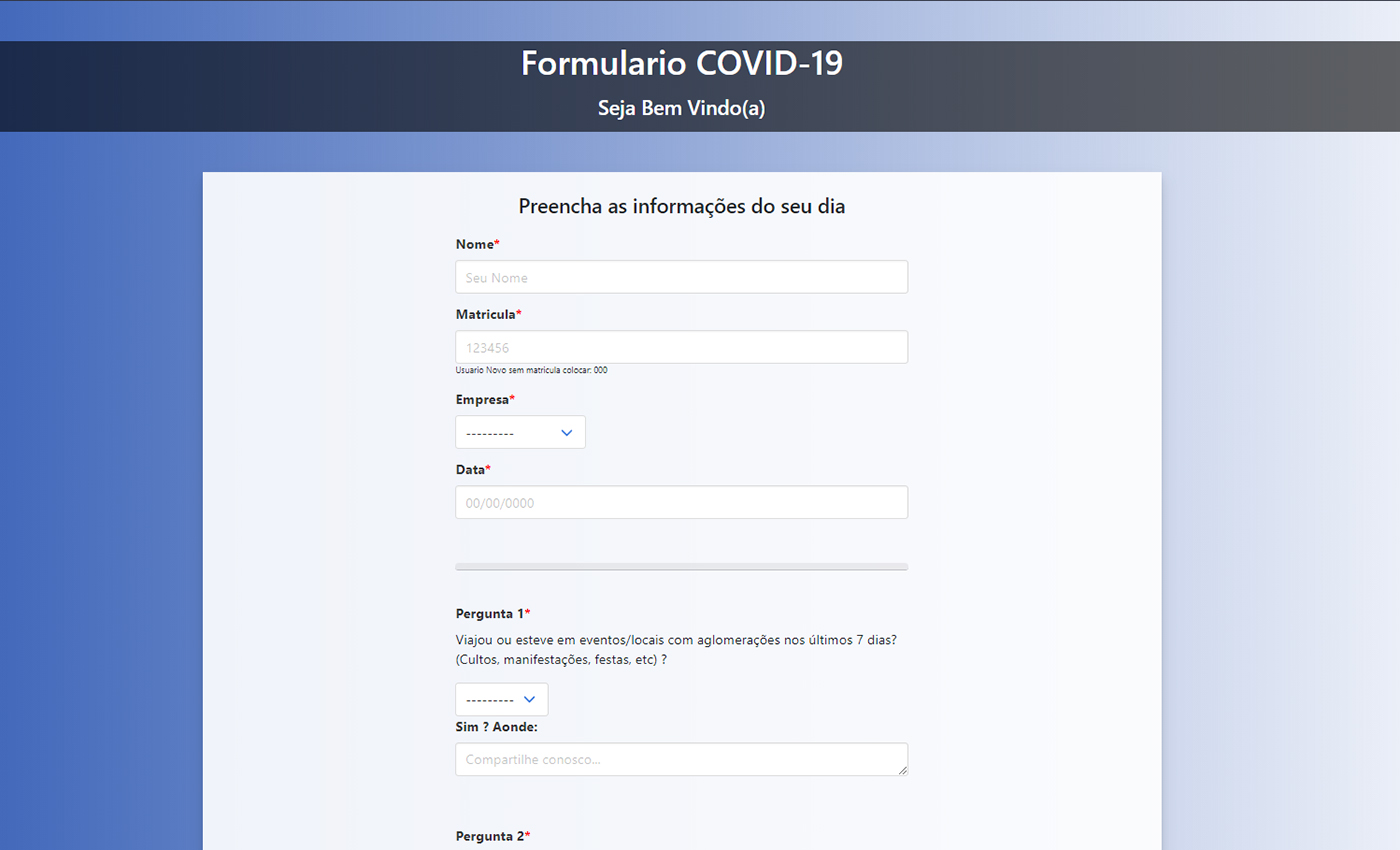 Formulario COVID-19
Seja Bem Vindo(a)
Preencha as informações do seu dia
Nome*
Seu Nome
Matricula*
123456
Usuario Novo sem matricula colocar: 000
Empresa*
---------
Data*
00/00/0000
Pergunta 1*
Viajou ou esteve em eventos/locais com aglomerações nos últimos 7 dias?
(Cultos, manifestações, festas, etc) ?
---------
Sim ? Aonde:
Compartilhe conosco...
Pergunta 2*